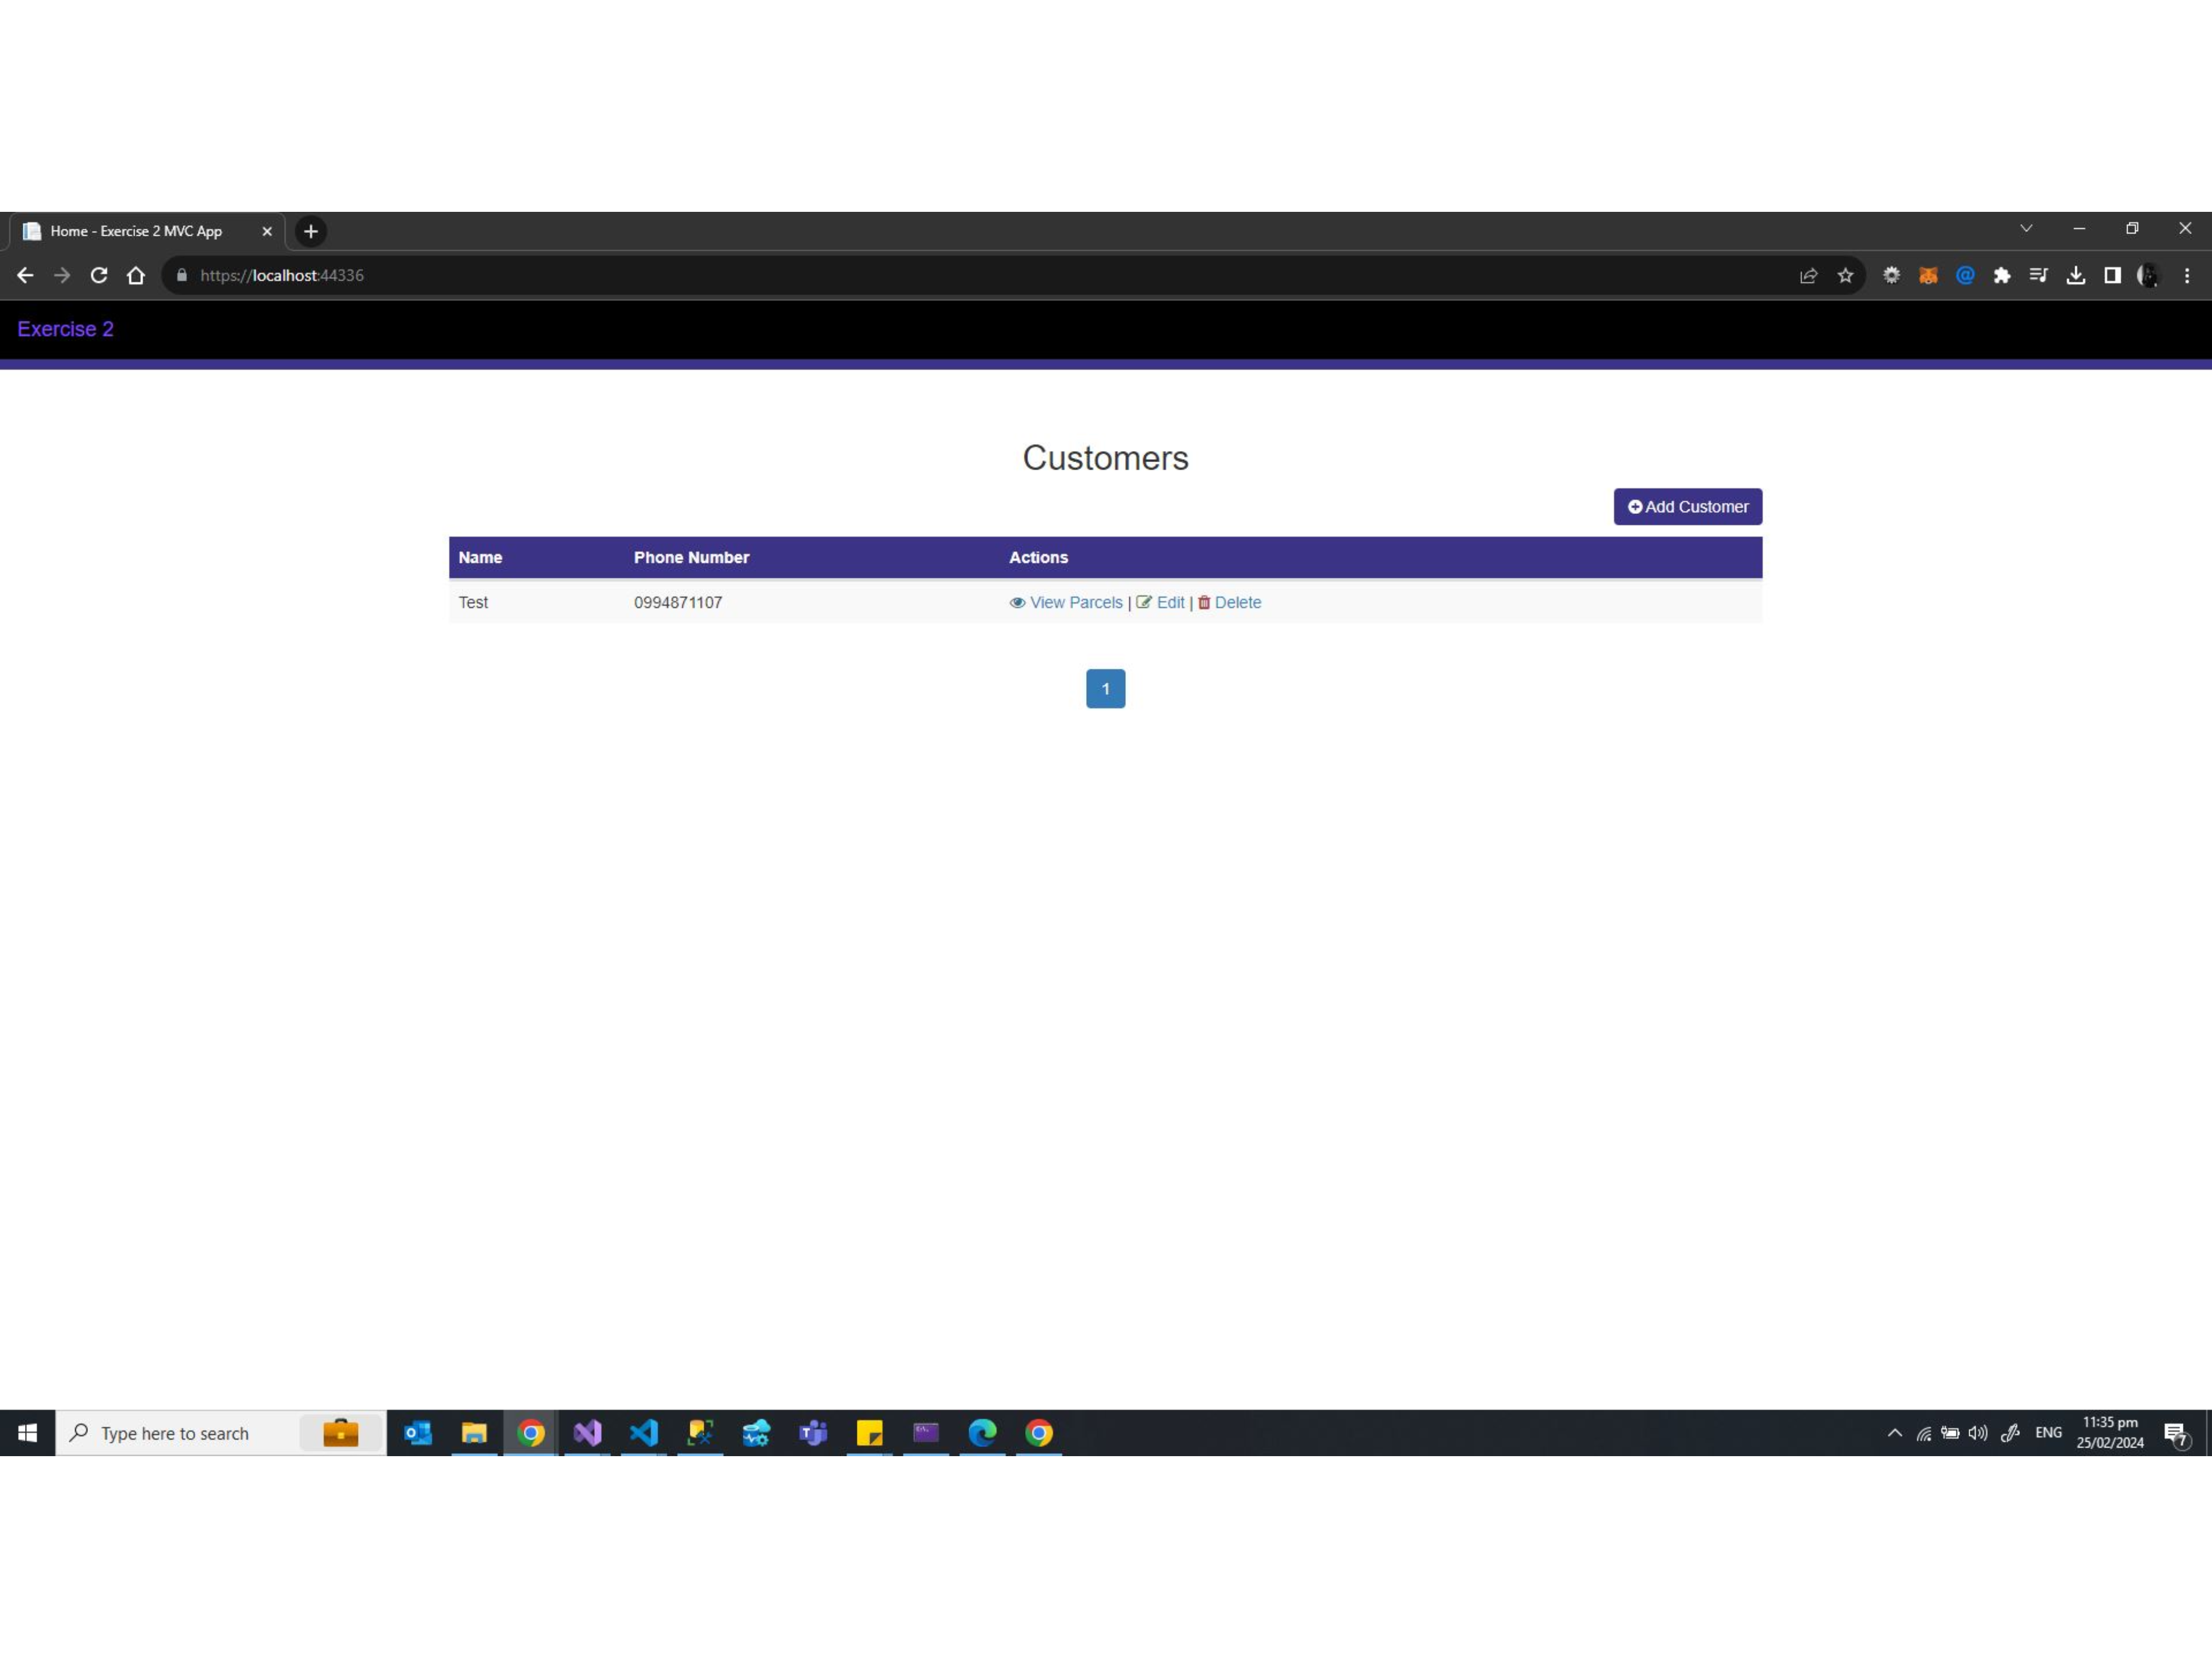 Home - Exercise 2 MVC App
https://localhost:44336
Exercise 2
Customers
Add Customer
Name Phone Number Actions
Test 0994871107 View Parcels | Edit | Delete
1
Type here to search
ENG
11:35 pm
25/02/2024
7